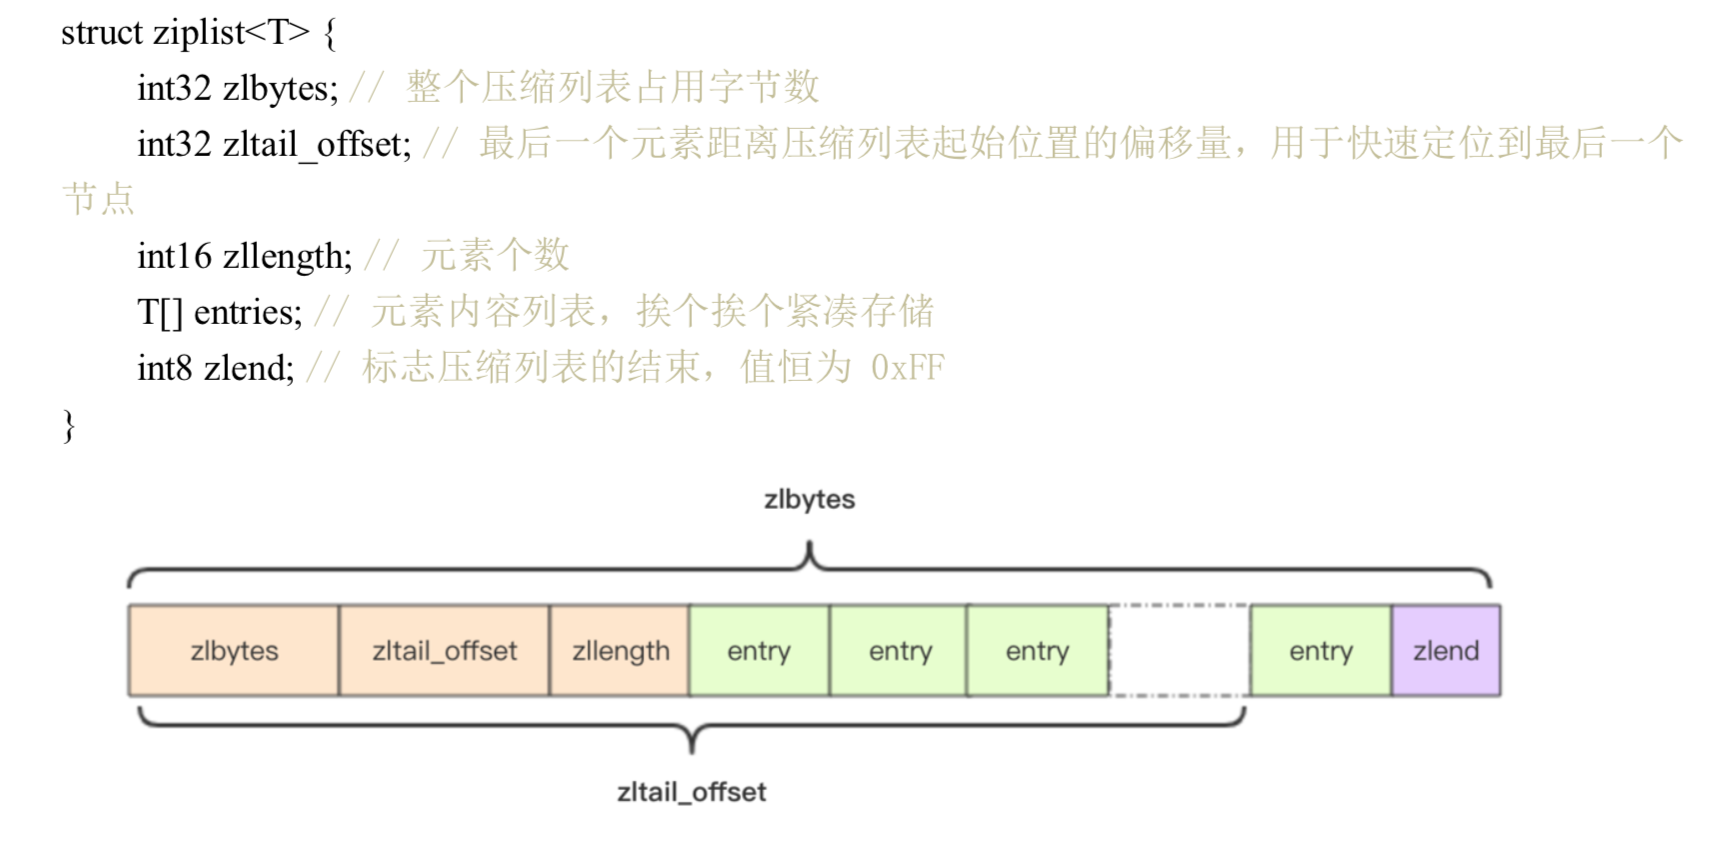 struct ziplist<T> {
int32 zlbytes; // 整个压缩列表占用字节数
int32 zltail_offset; // 最后一个元素距离压缩列表起始位置的偏移量，用于快速定位到最后一个
节点
int16 zllength; // 元素个数
T[] entries; // 元素内容列表，挨个挨个紧凑存储
int8 zlend; // 标志压缩列表的结束，值恒为 0xFF
}
zlbytes
zlbytes zltail_offset zllength entry entry entry entry zlend
zltail_offset